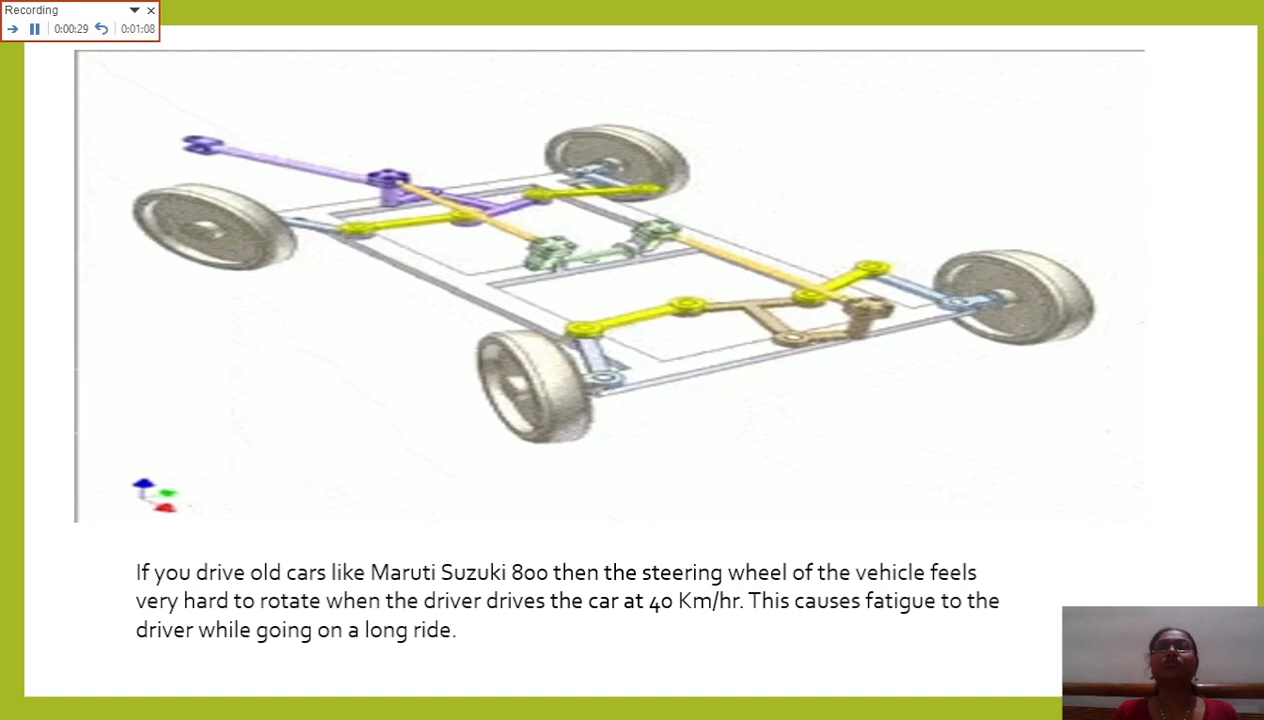 Recording
0:00:29
0:01:08
If you drive old cars like Maruti Suzuki 800 then the steering wheel of the vehicle feels
very hard to rotate when the driver drives the car at 40 Km/hr. This causes fatigue to the
driver while going on a long ride.